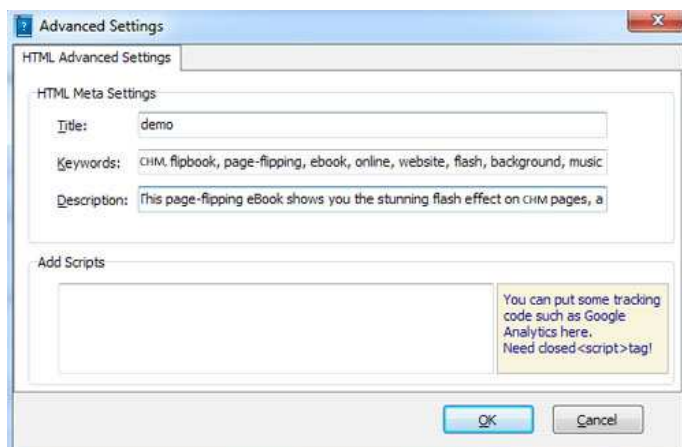 Advanced Settings
HTML Advanced Settings
HTML Meta Settings
Title: demo
Keywords: CHM, flipbook, page-flipping, ebook, online, website, flash, background, music
Description: This page-flipping eBook shows you the stunning flash effect on CHM pages, a
Add Scripts
You can put some tracking
code such as Google
Analytics here.
Need closed<script>tag!
OK Cancel